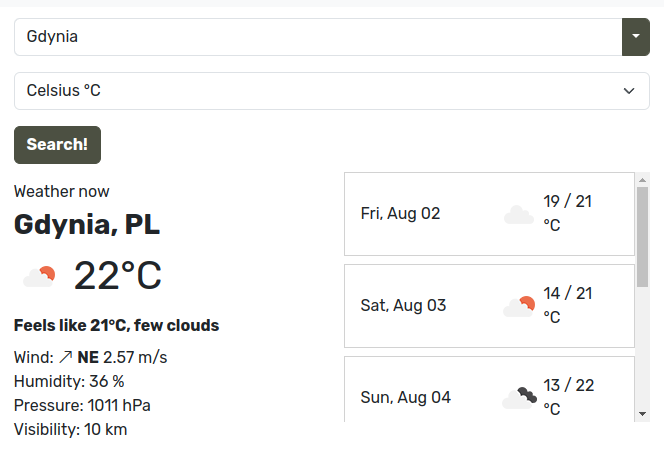 Gdynia
Celsius °C
Search!
Weather now
Gdynia, PL
22°C
Feels like 21°C, few clouds
Wind: ↗ NE 2.57 m/s
Humidity: 36 %
Pressure: 1011 hPa
Visibility: 10 km
Fri, Aug 02
19 / 21
°C
Sat, Aug 03
14 / 21
°C
Sun, Aug 04
13 / 22
°C